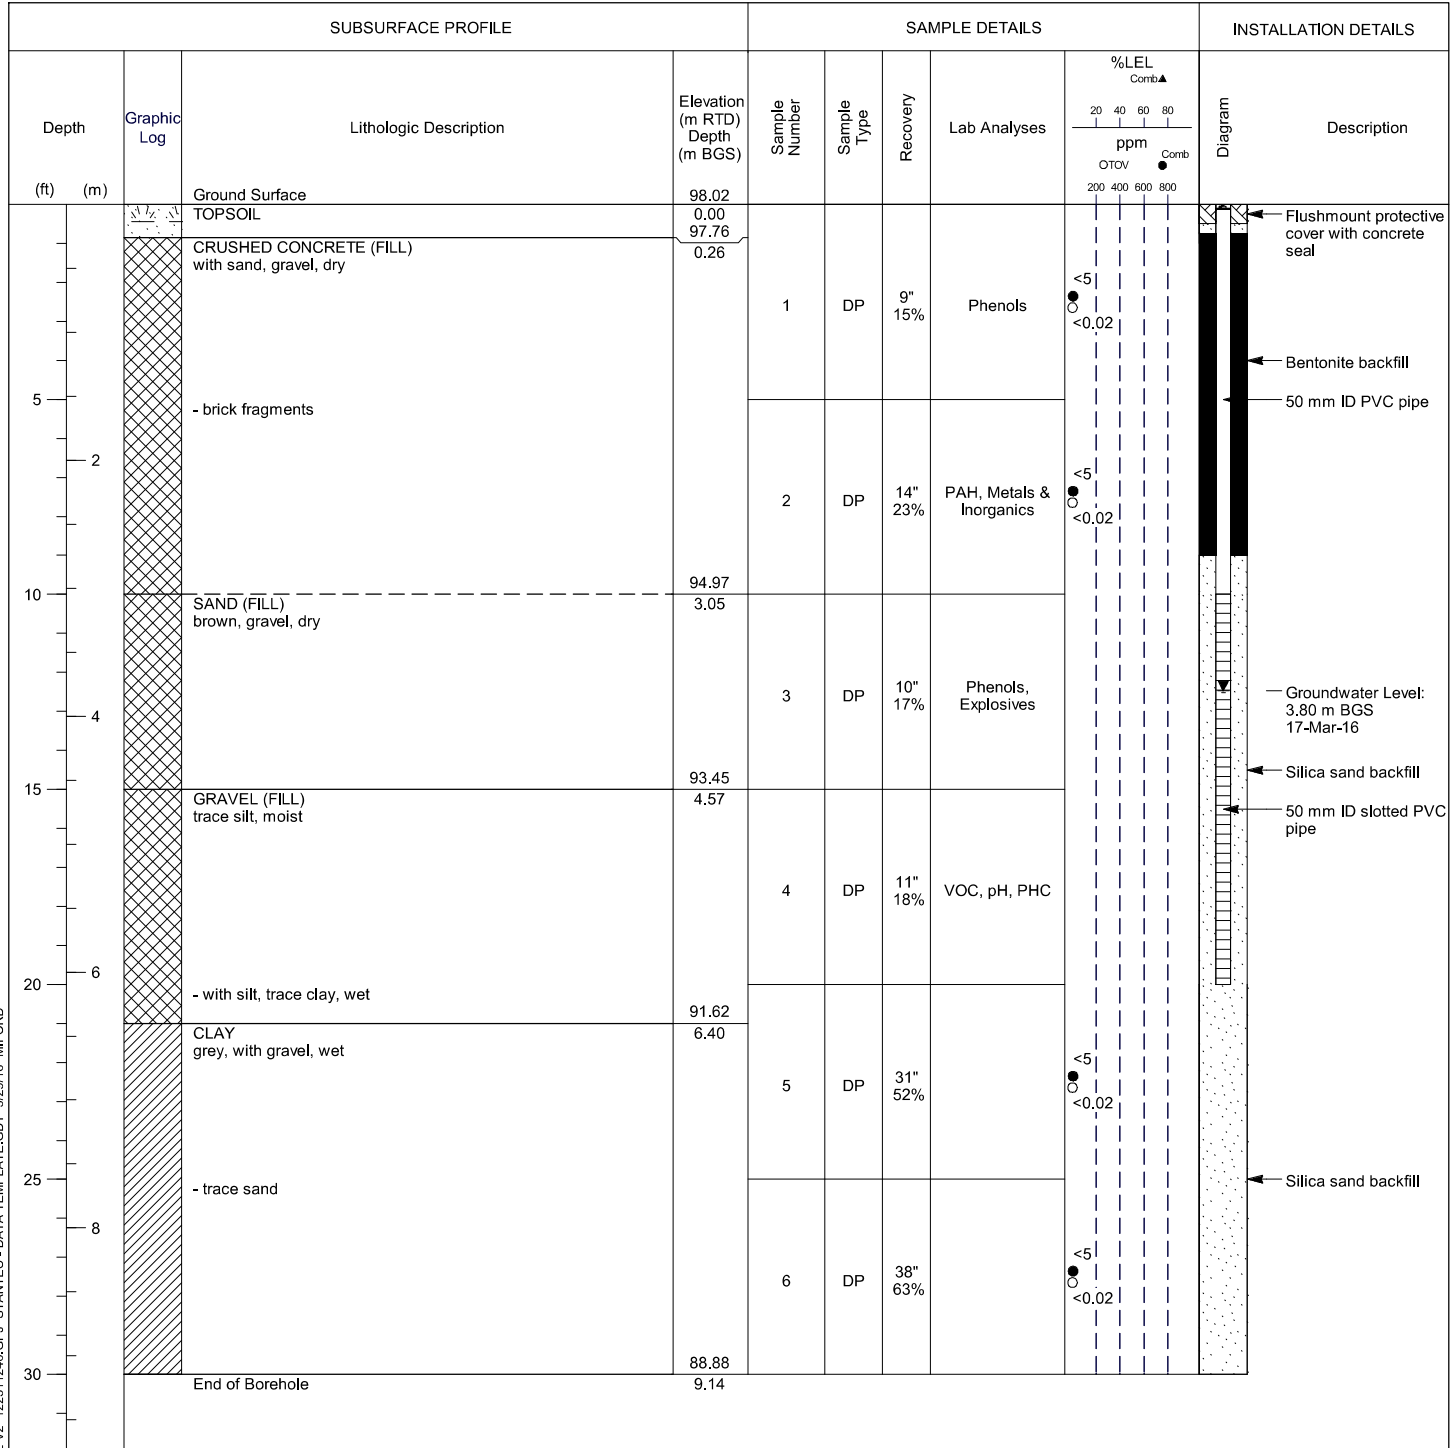 SUBSURFACE PROFILE
SAMPLE DETAILS
INSTALLATION DETAILS
Depth
(ft) (m)
Graphic
Log
Lithologic Description
Elevation
(m RTD)
Depth
(m BGS)
Sample
Number
Sample
Type
Recovery
Lab Analyses
%LEL
Comb▲
20 40 60 80
ppm
OTOV ● Comb
200 400 600 800
Diagram
Description
Ground Surface 98.02
TOPSOIL 0.00
97.76
CRUSHED CONCRETE (FILL) 0.26
with sand, gravel, dry
1 DP 9" 15% Phenols <5 <0.02
Flushmount protective
cover with concrete
seal
Bentonite backfill
5
- brick fragments
50 mm ID PVC pipe
2
2 DP 14" 23% PAH, Metals &
Inorganics
<5 <0.02
94.97
10
SAND (FILL) 3.05
brown, gravel, dry
3 DP 10" 17% Phenols,
Explosives
Groundwater Level:
3.80 m BGS
17-Mar-16
4
Silica sand backfill
93.45
15
GRAVEL (FILL) 4.57
trace silt, moist
50 mm ID slotted PVC
pipe
4 DP 11" 18% VOC, pH, PHC
6
20
- with silt, trace clay, wet
91.62
CLAY 6.40
grey, with gravel, wet
5 DP 31" 52% <5 <0.02
25
- trace sand
Silica sand backfill
8
6 DP 38" 63% <5 <0.02
88.88
30
End of Borehole 9.14